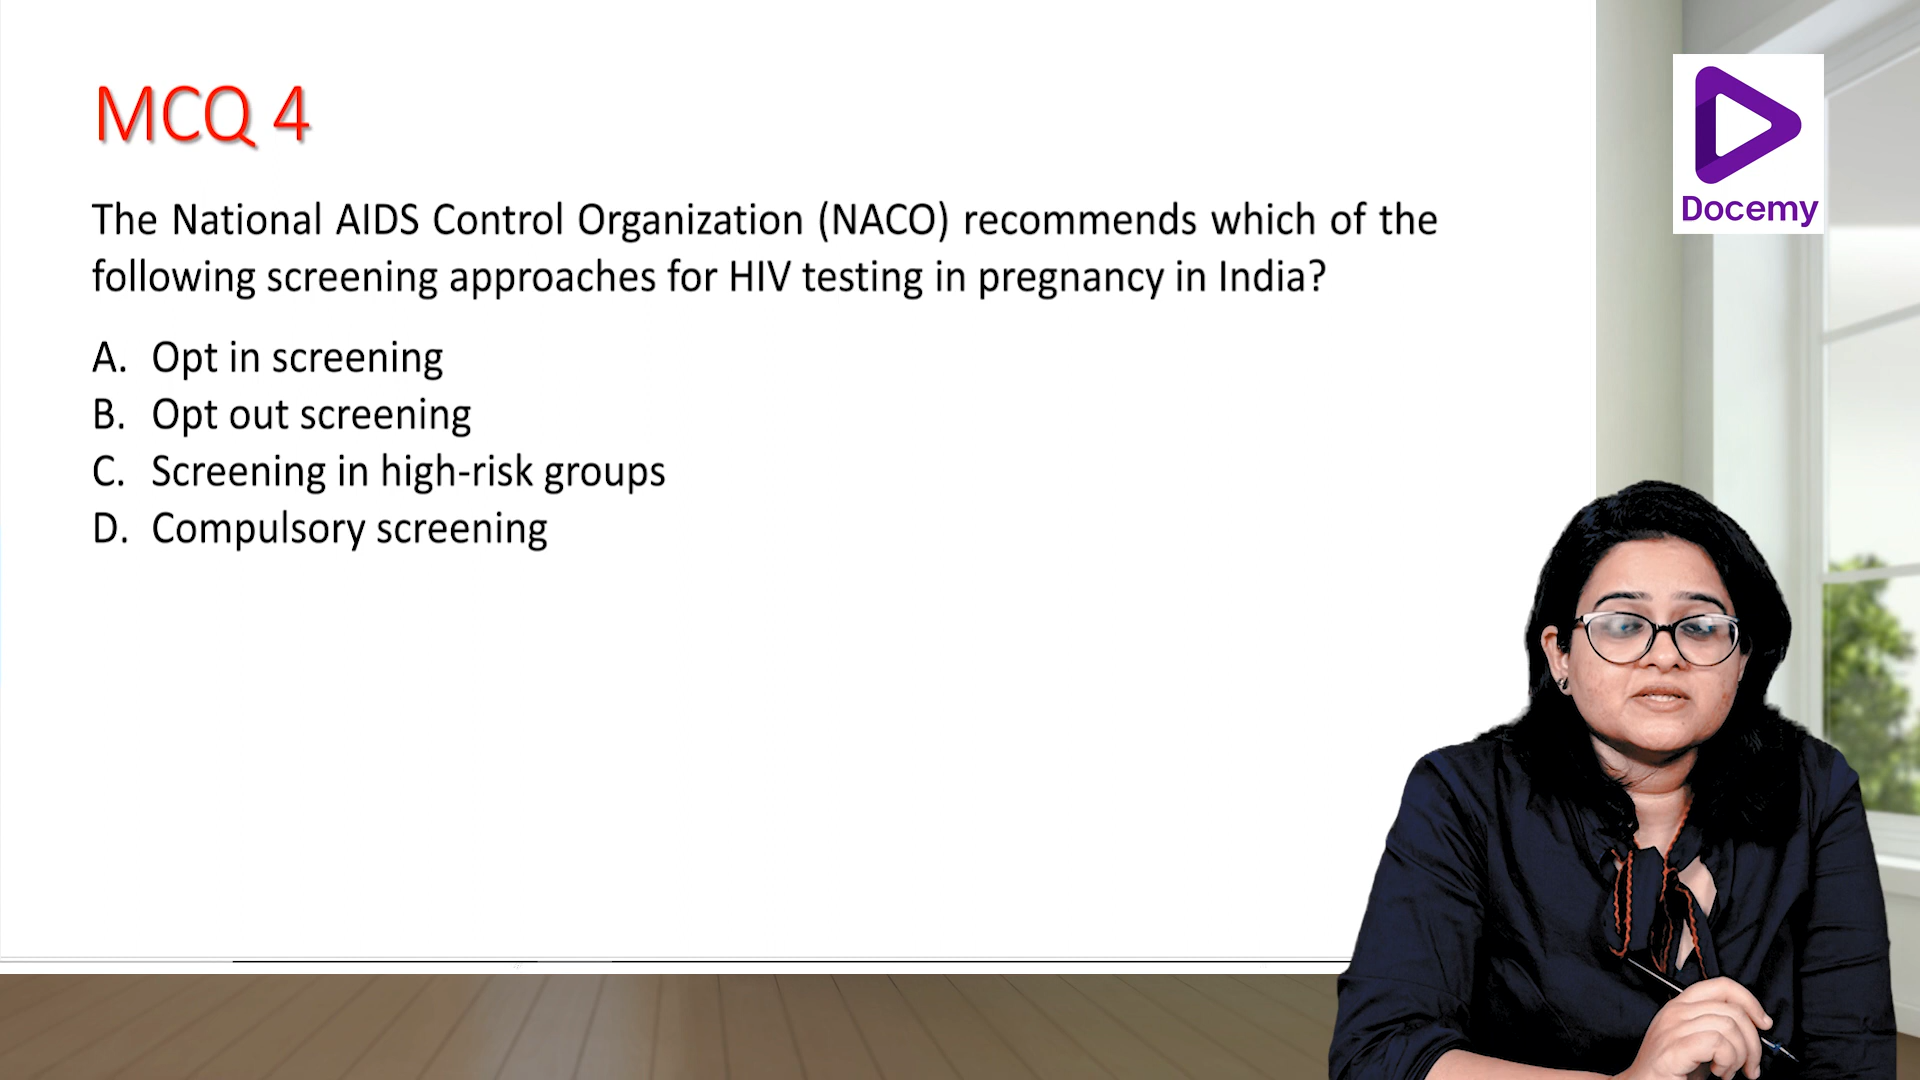 MCQ 4
Docemy
The National AIDS Control Organization (NACO) recommends which of the
following screening approaches for HIV testing in pregnancy in India?
A. Opt in screening
B. Opt out screening
C. Screening in high-risk groups
D. Compulsory screening